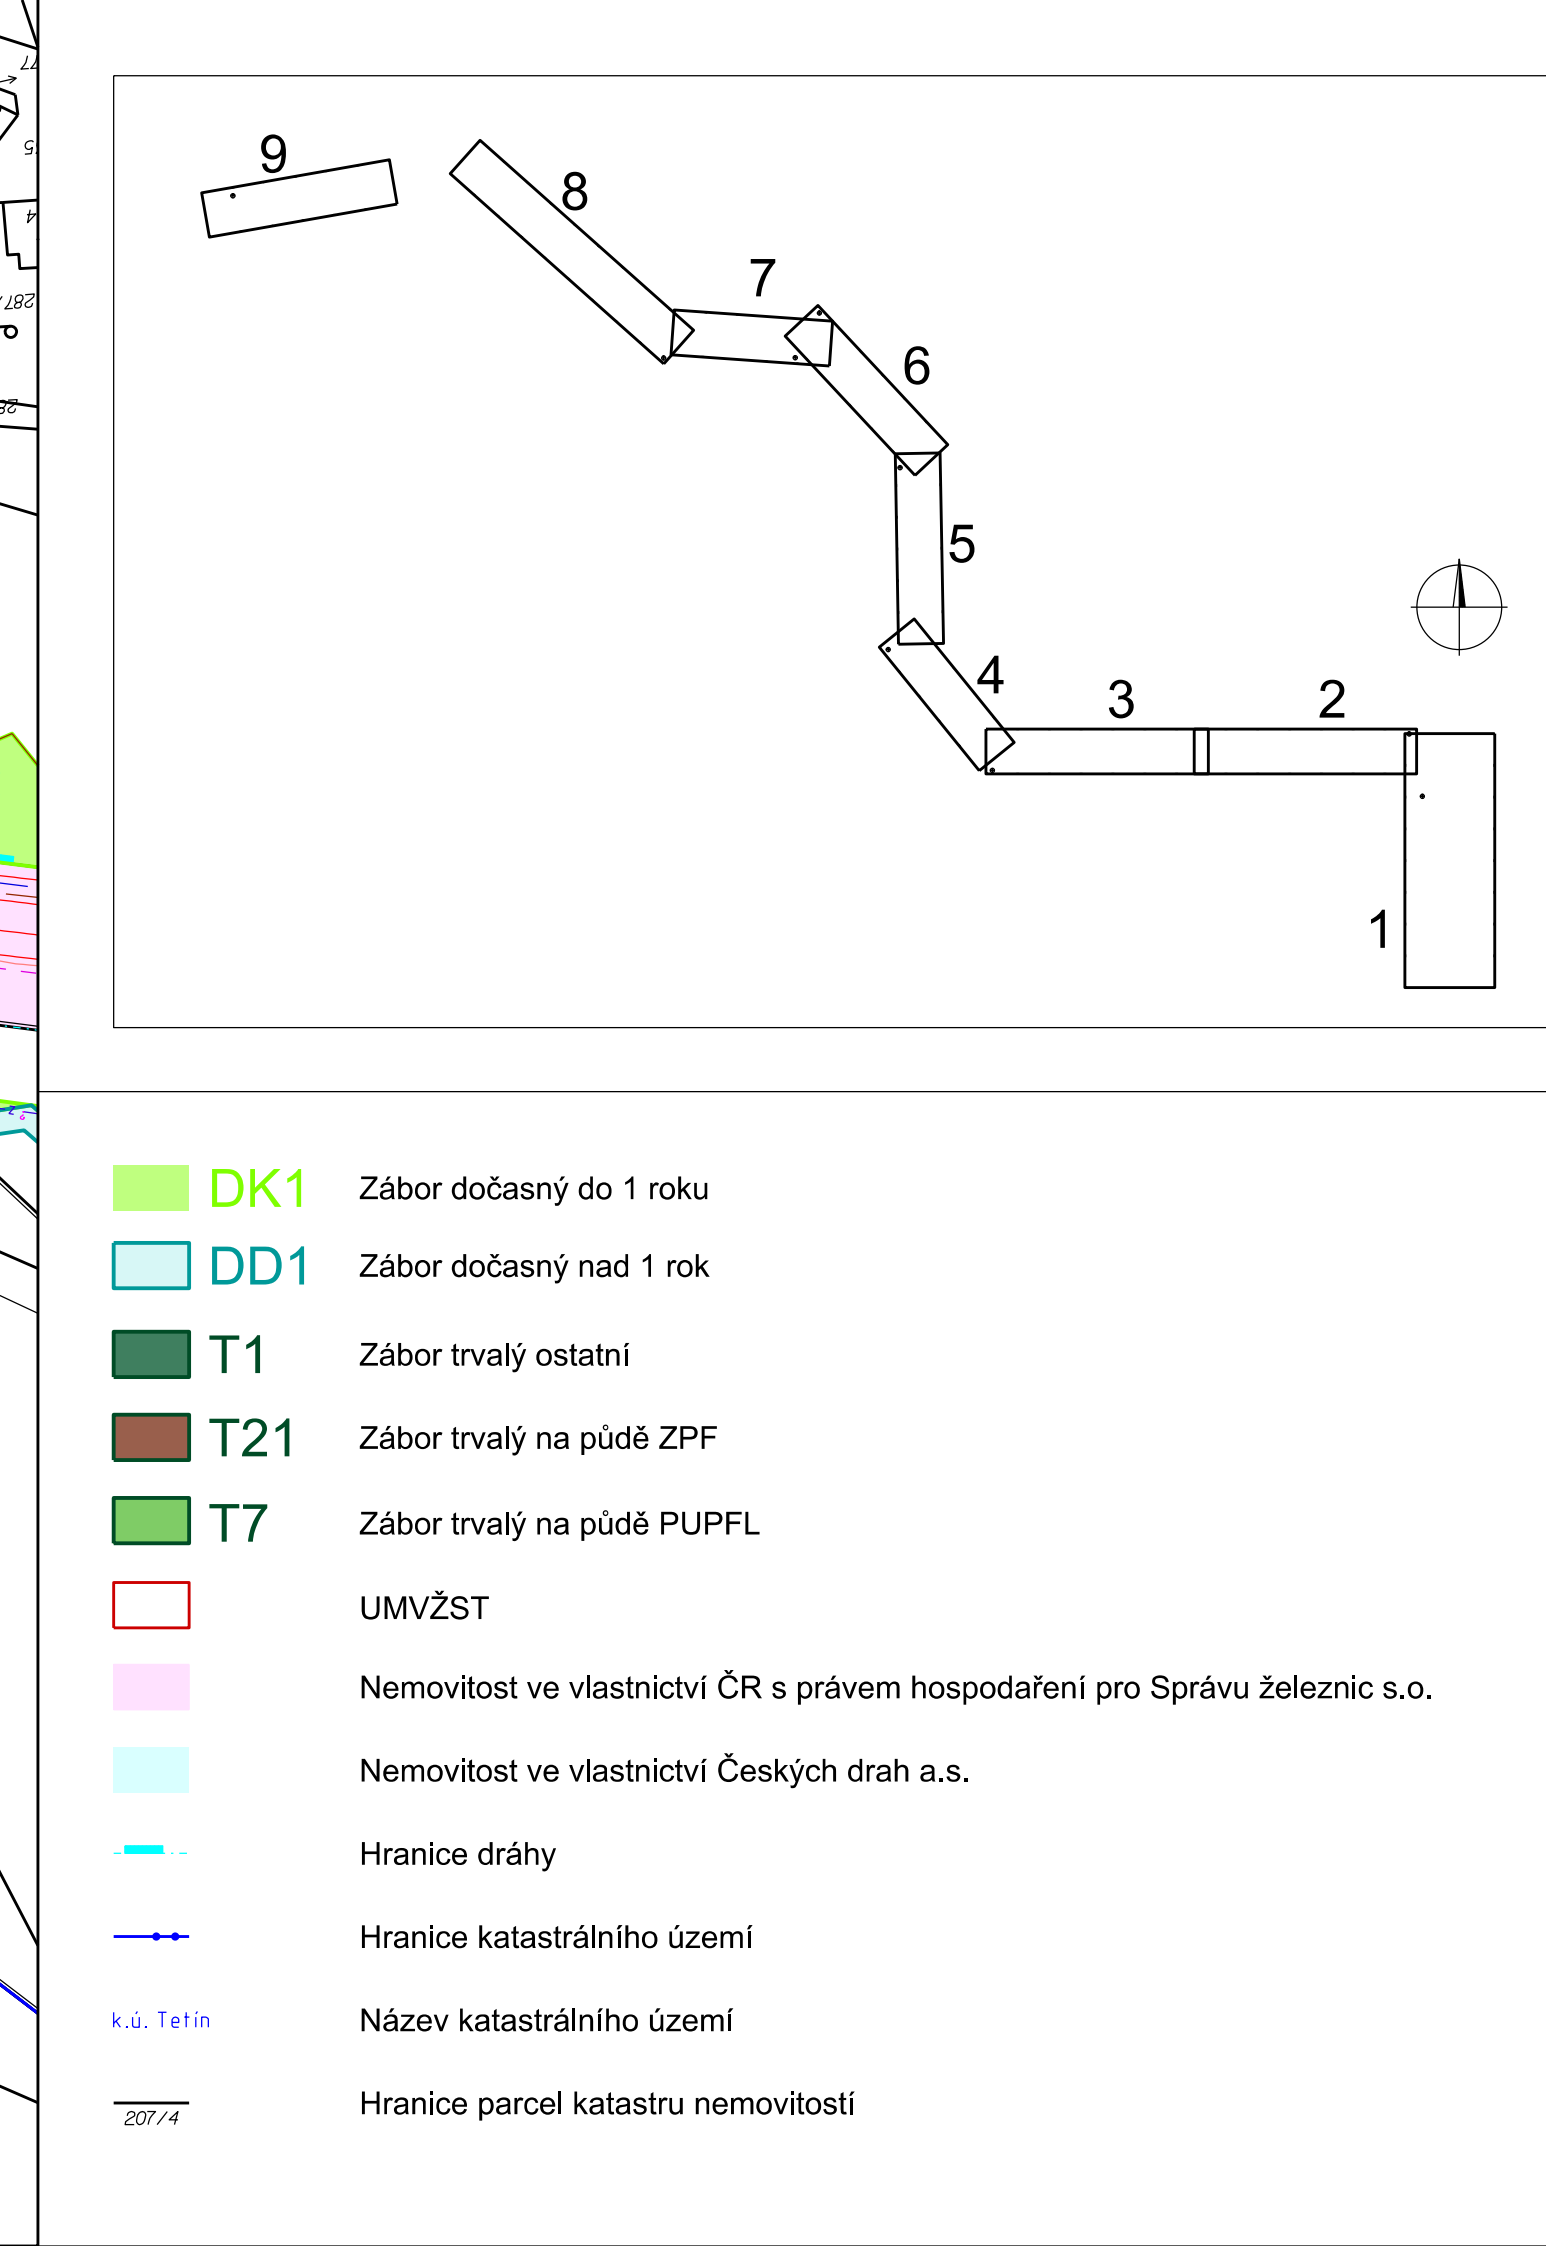 9
8
7
6
5
4
3
2
1
DK1 Zábor dočasný do 1 roku
DD1 Zábor dočasný nad 1 rok
T1 Zábor trvalý ostatní
T21 Zábor trvalý na půdě ZPF
T7 Zábor trvalý na půdě PUPFL
UMVŽST
Nemovitost ve vlastnictví ČR s právem hospodaření pro Správu železnic s.o.
Nemovitost ve vlastnictví Českých drah a.s.
Hranice dráhy
Hranice katastrálního území
k.ú. Tetín Název katastrálního území
207/4 Hranice parcel katastru nemovitostí